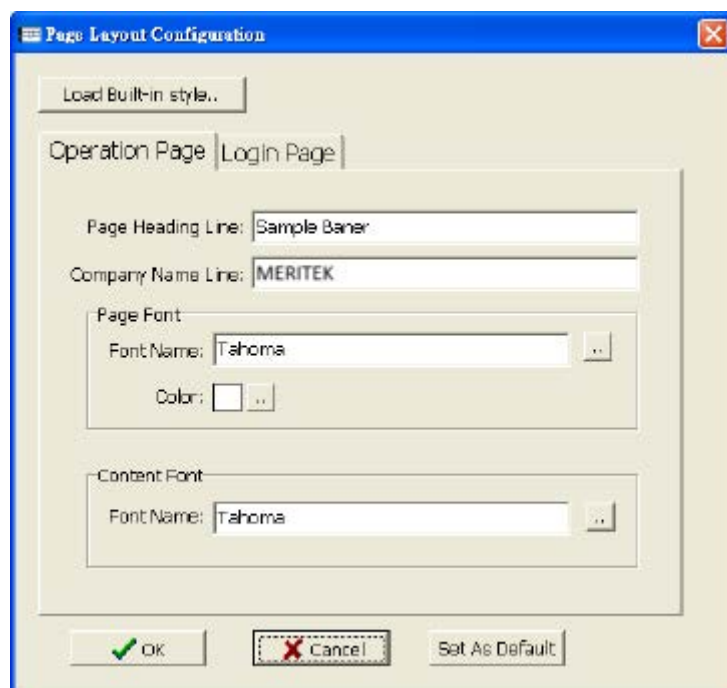 Page Layout Configuration
Load Built-in style..
Operation Page Login Page
Page Heading Line: Sample Baner
Company Name Line: MERITEK
Page Font
Font Name: Tahoma ..
Color: ..
Content Font
Font Name: Tahoma ..
OK Cancel Set As Default